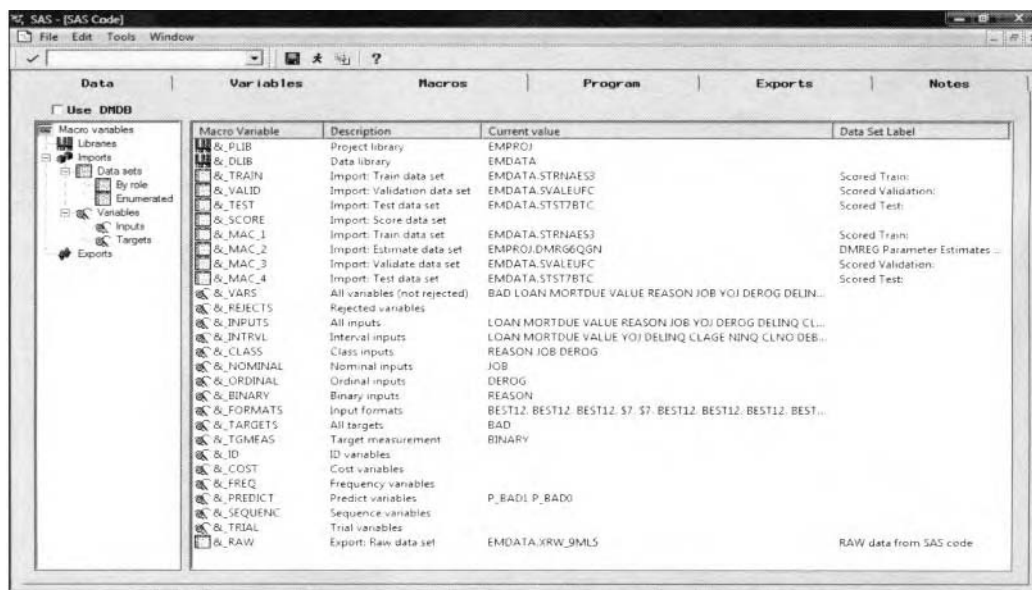 SAS - [SAS Code]
File Edit Tools Window
?
Data Variables Macros Program Exports Notes
Use DMDB
Macro variables
Libraries
Imports
Data sets
By role
Enumerated
Variables
Inputs
Targets
Exports
Macro Variable Description Current value Data Set Label
&_PLIB Project library EMPROJ
&_DLIB Data library EMDATA
&_TRAIN Import: Train data set EMDATA.STRNAES3 Scored Train:
&_VALID Import: Validation data set EMDATA.SVALEUFC Scored Validation:
&_TEST Import: Test data set EMDATA.STST7BTC Scored Test:
&_SCORE Import: Score data set
&_MAC_1 Import: Train data set EMDATA.STRNAES3 Scored Train:
&_MAC_2 Import: Estimate data set EMPROJ.DMRG6QGN DMREG Parameter Estimates ...
&_MAC_3 Import: Validate data set EMDATA.SVALEUFC Scored Validation:
&_MAC_4 Import: Test data set EMDATA.STST7BTC Scored Test:
&_VARS All variables (not rejected) BAD LOAN MORTDUE VALUE REASON JOB YOJ DEROG DELIN...
&_REJECTS Rejected variables
&_INPUTS All inputs LOAN MORTDUE VALUE REASON JOB YOJ DEROG DELINQ CL...
&_INTRVL Interval inputs LOAN MORTDUE VALUE YOJ DELINQ CLAGE NINQ CLNO DEB...
&_CLASS Class inputs REASON JOB DEROG
&_NOMINAL Nominal inputs JOB
&_ORDINAL Ordinal inputs DEROG
&_BINARY Binary inputs REASON
&_FORMATS Input formats BEST12. BEST12. BEST12. $7. $7. BEST12. BEST12. BEST12. BEST...
&_TARGETS All targets BAD
&_TGMEAS Target measurement BINARY
&_ID ID variables
&_COST Cost variables
&_FREQ Frequency variables
&_PREDICT Predict variables P_BAD1 P_BAD0
&_SEQUENC Sequence variables
&_TRIAL Trial variables
&_RAW Export: Raw data set EMDATA.XRW_9ML5 RAW data from SAS code